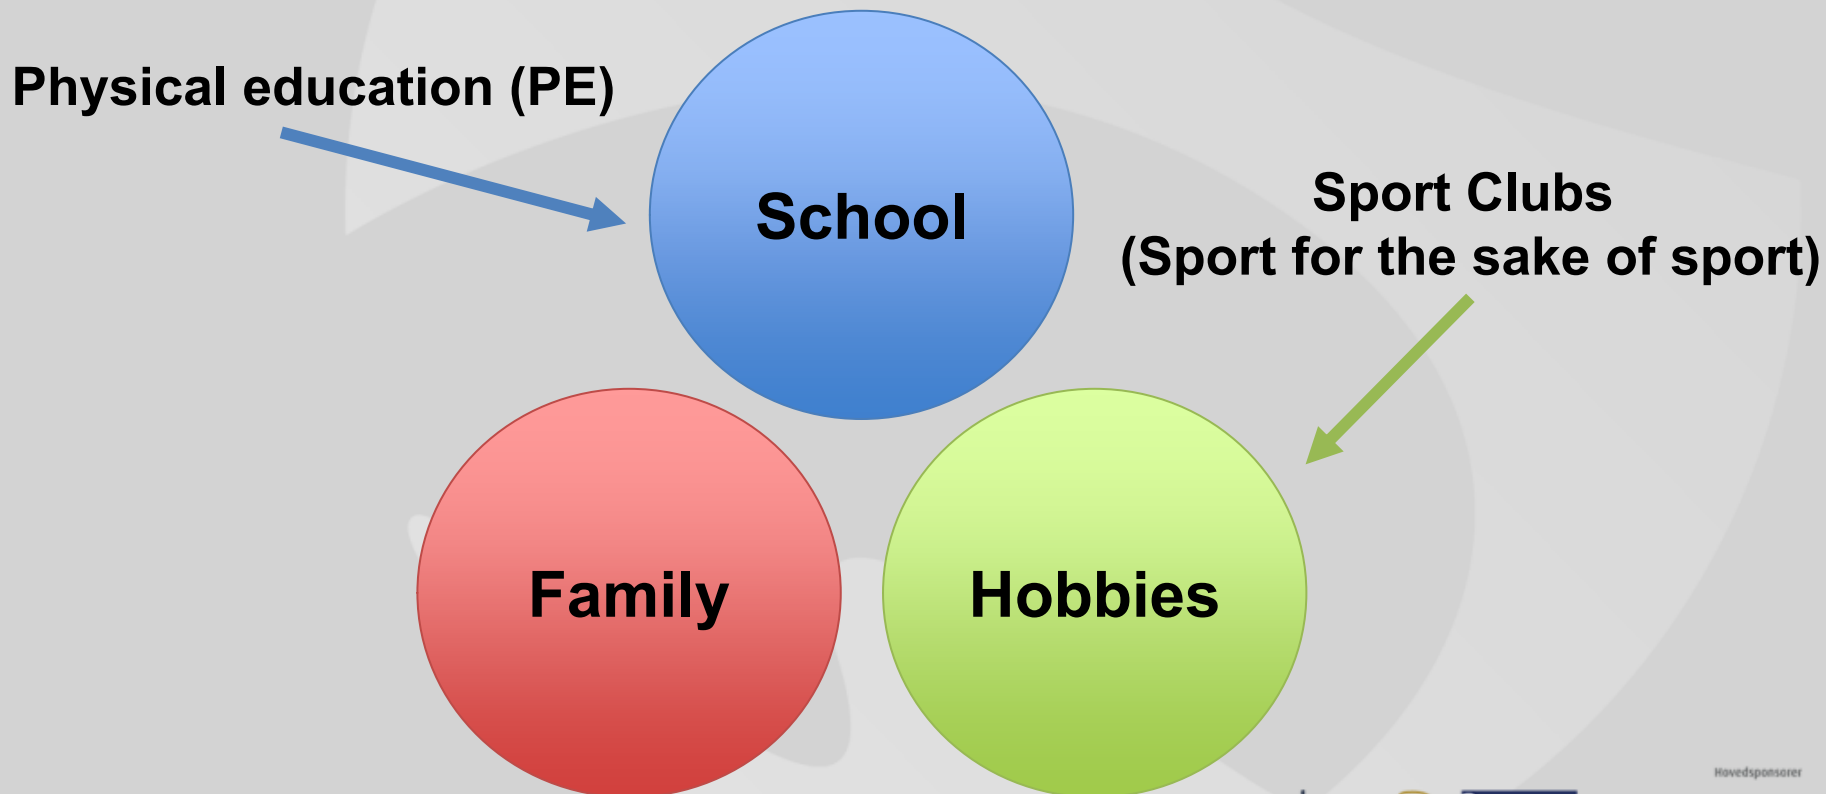 Physical education (PE)
School
Sport Clubs
(Sport for the sake of sport)
Family
Hobbies
Hovedsponsorer